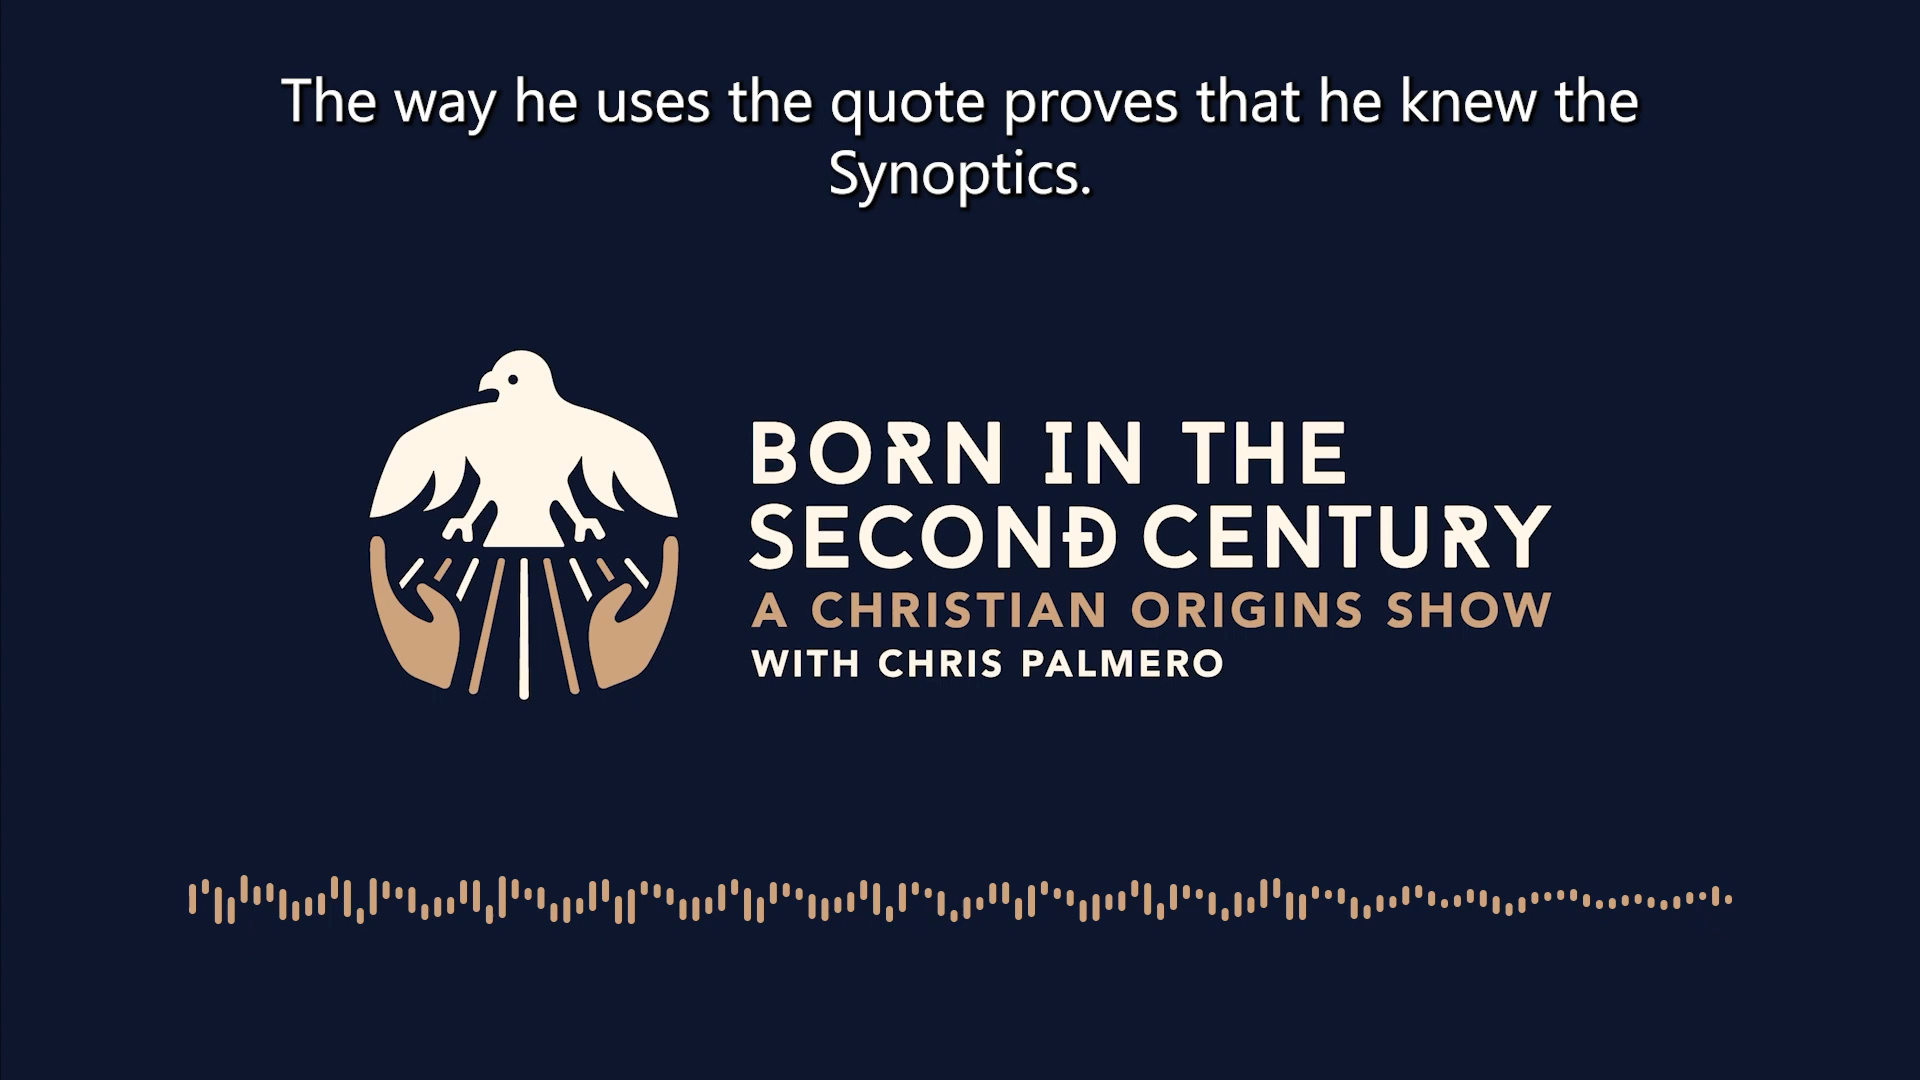 The way he uses the quote proves that he knew the
Synoptics.
BORN IN THE
SECOND CENTURY
A CHRISTIAN ORIGINS SHOW
WITH CHRIS PALMERO